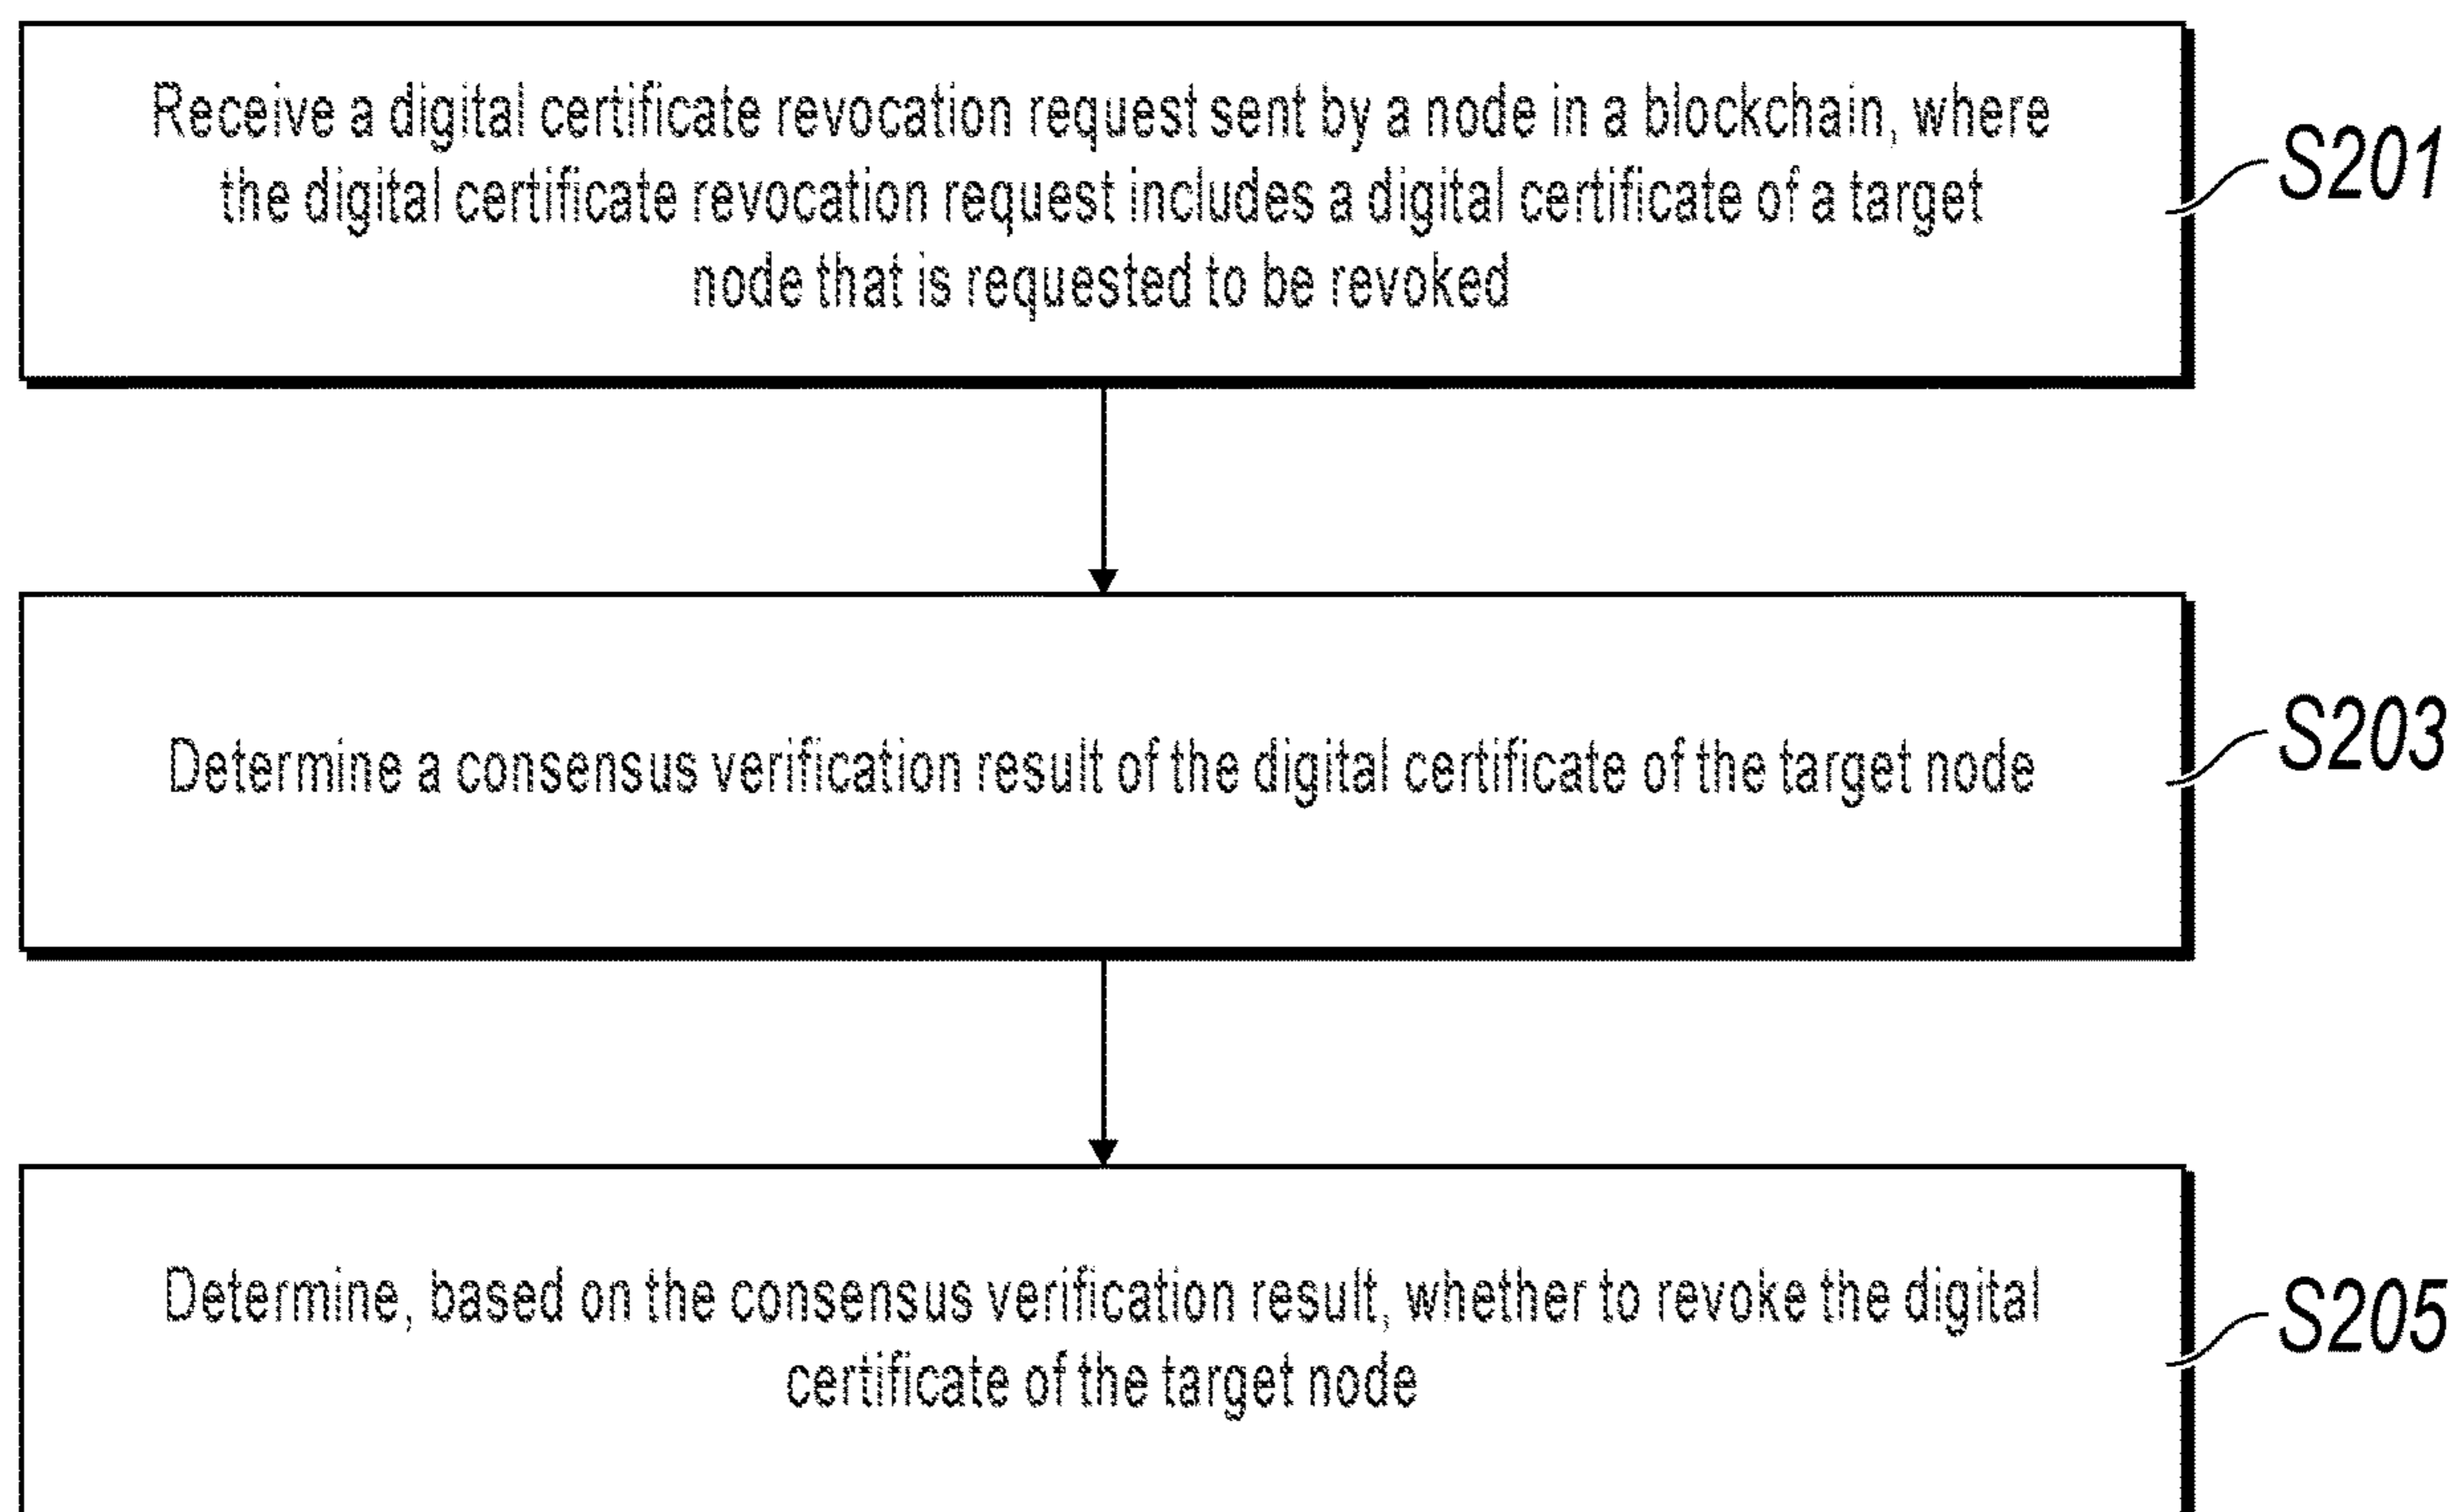 Receive a digital certificate revocation request sent by a node in a blockchain, where
the digital certificate revocation request includes a digital certificate of a target
node that is requested to be revoked
S201
Determine a consensus verification result of the digital certificate of the target node
S203
Determine, based on the consensus verification result, whether to revoke the digital
certificate of the target node
S205